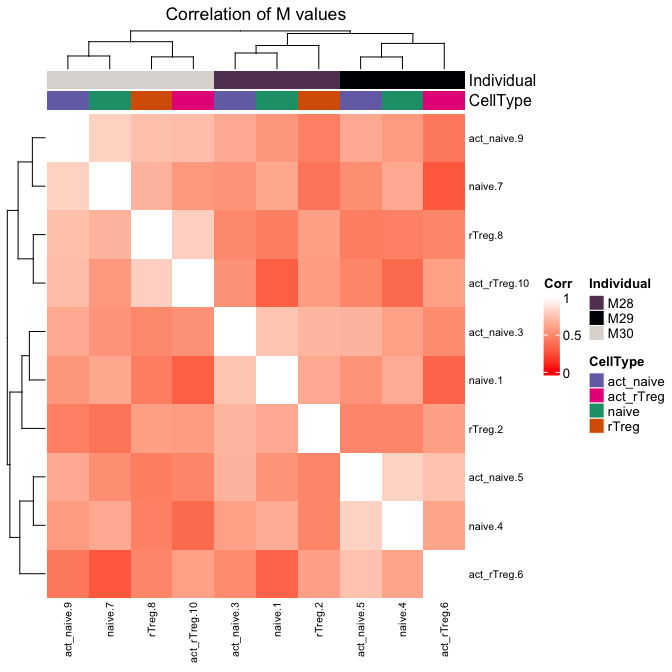 Correlation of M values
Individual
CellType
act_naive.9
naive.7
rTreg.8
act_rTreg.10
act_naive.3
naive.1
rTreg.2
act_naive.5
naive.4
act_rTreg.6
act_naive.9
naive.7
rTreg.8
act_rTreg.10
act_naive.3
naive.1
rTreg.2
act_naive.5
naive.4
act_rTreg.6
Corr
1
0.5
0
Individual
M28
M29
M30
CellType
act_naive
act_rTreg
naive
rTreg